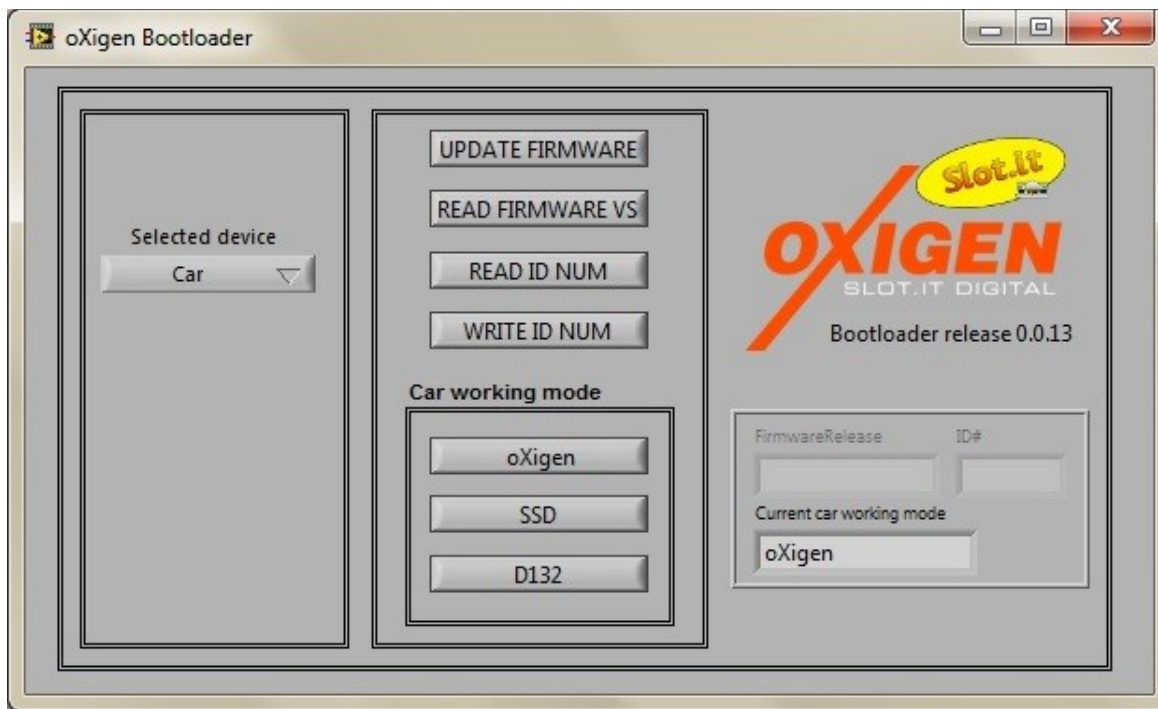 oXigen Bootloader
Selected device
Car
UPDATE FIRMWARE
READ FIRMWARE VS
READ ID NUM
WRITE ID NUM
Car working mode
oXigen
SSD
D132
Slot.it
OXIGEN
SLOT.IT DIGITAL
Bootloader release 0.0.13
FirmwareRelease ID#
Current car working mode
oXigen